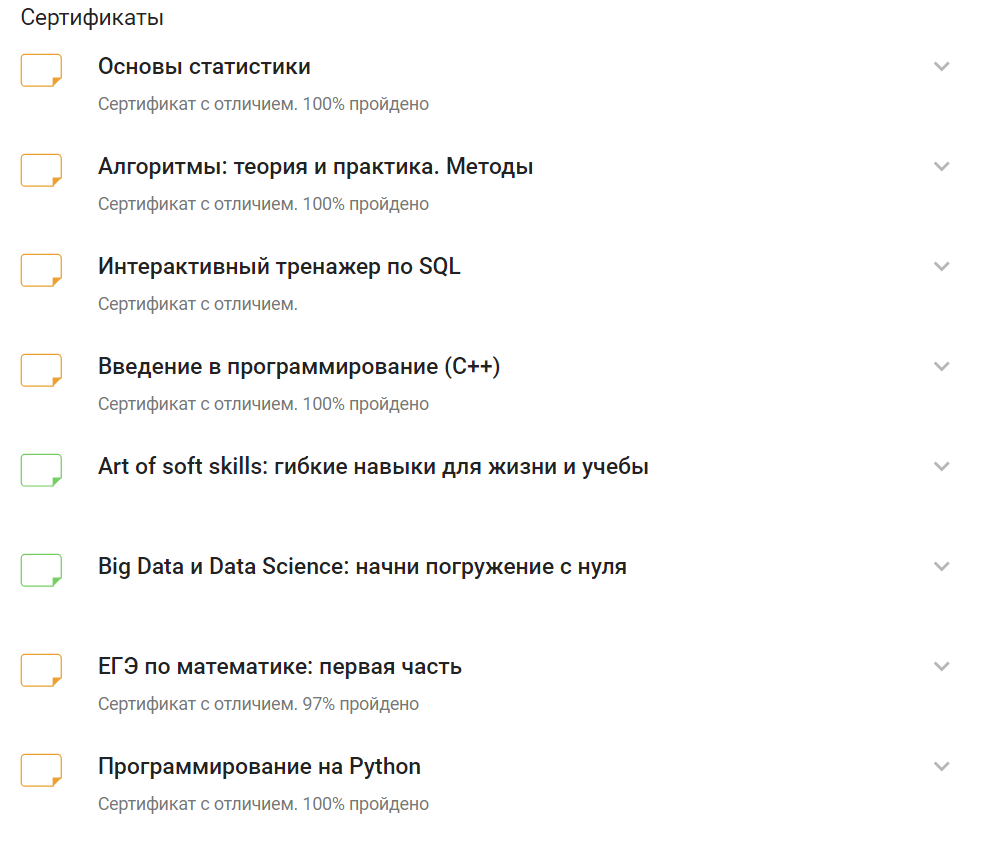 Сертификаты
Основы статистики
Сертификат с отличием. 100% пройдено
Алгоритмы: теория и практика. Методы
Сертификат с отличием. 100% пройдено
Интерактивный тренажер по SQL
Сертификат с отличием.
Введение в программирование (C++)
Сертификат с отличием. 100% пройдено
Art of soft skills: гибкие навыки для жизни и учебы
Big Data и Data Science: начни погружение с нуля
ЕГЭ по математике: первая часть
Сертификат с отличием. 97% пройдено
Программирование на Python
Сертификат с отличием. 100% пройдено